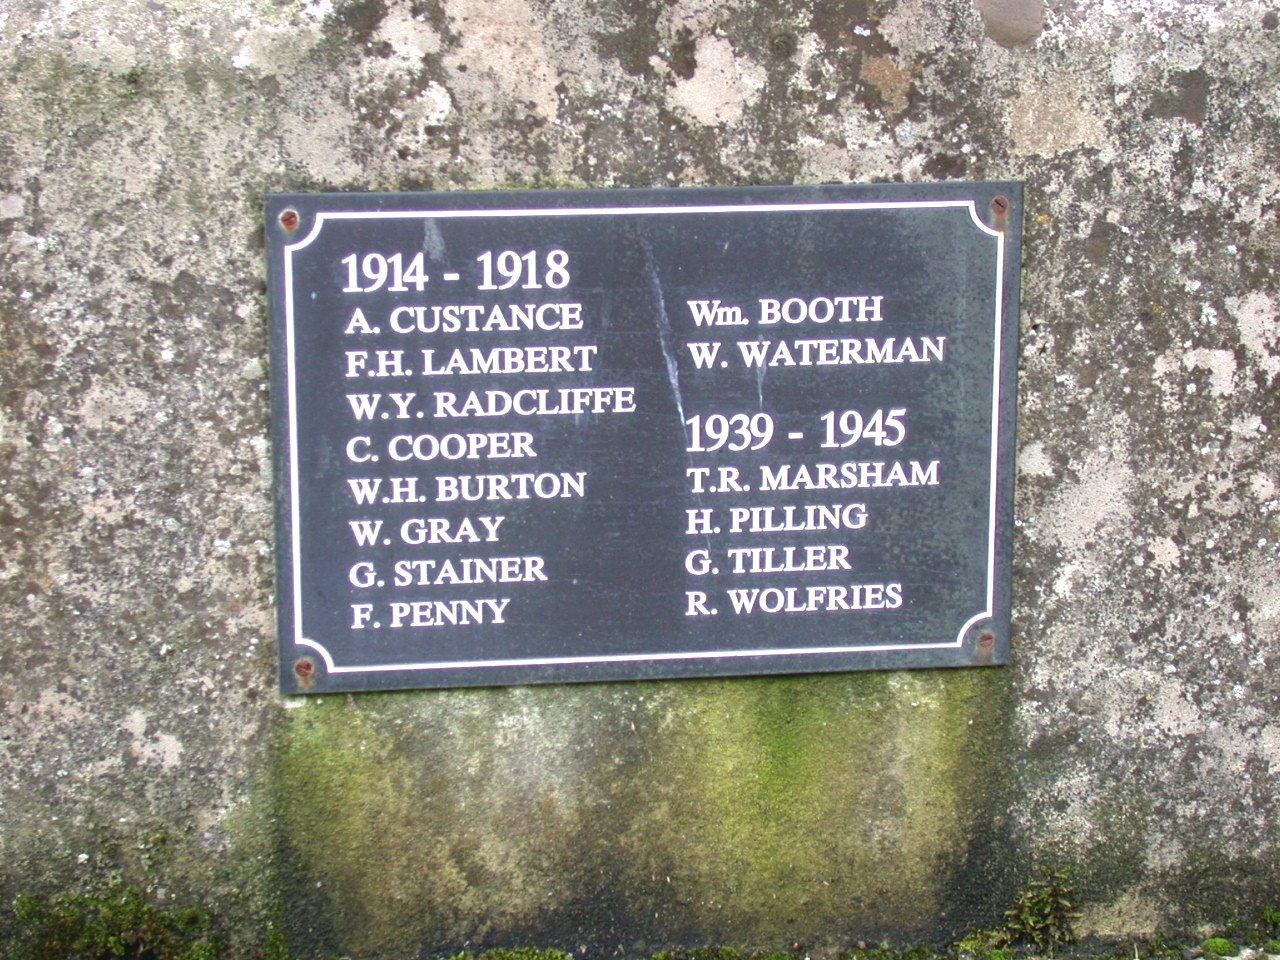 1914 - 1918
A. CUSTANCE
F.H. LAMBERT
W.Y. RADCLIFFE
C. COOPER
W.H. BURTON
W. GRAY
G. STAINER
F. PENNY
Wm. BOOTH
W. WATERMAN
1939 - 1945
T.R. MARSHAM
H. PILLING
G. TILLER
R. WOLFRIES